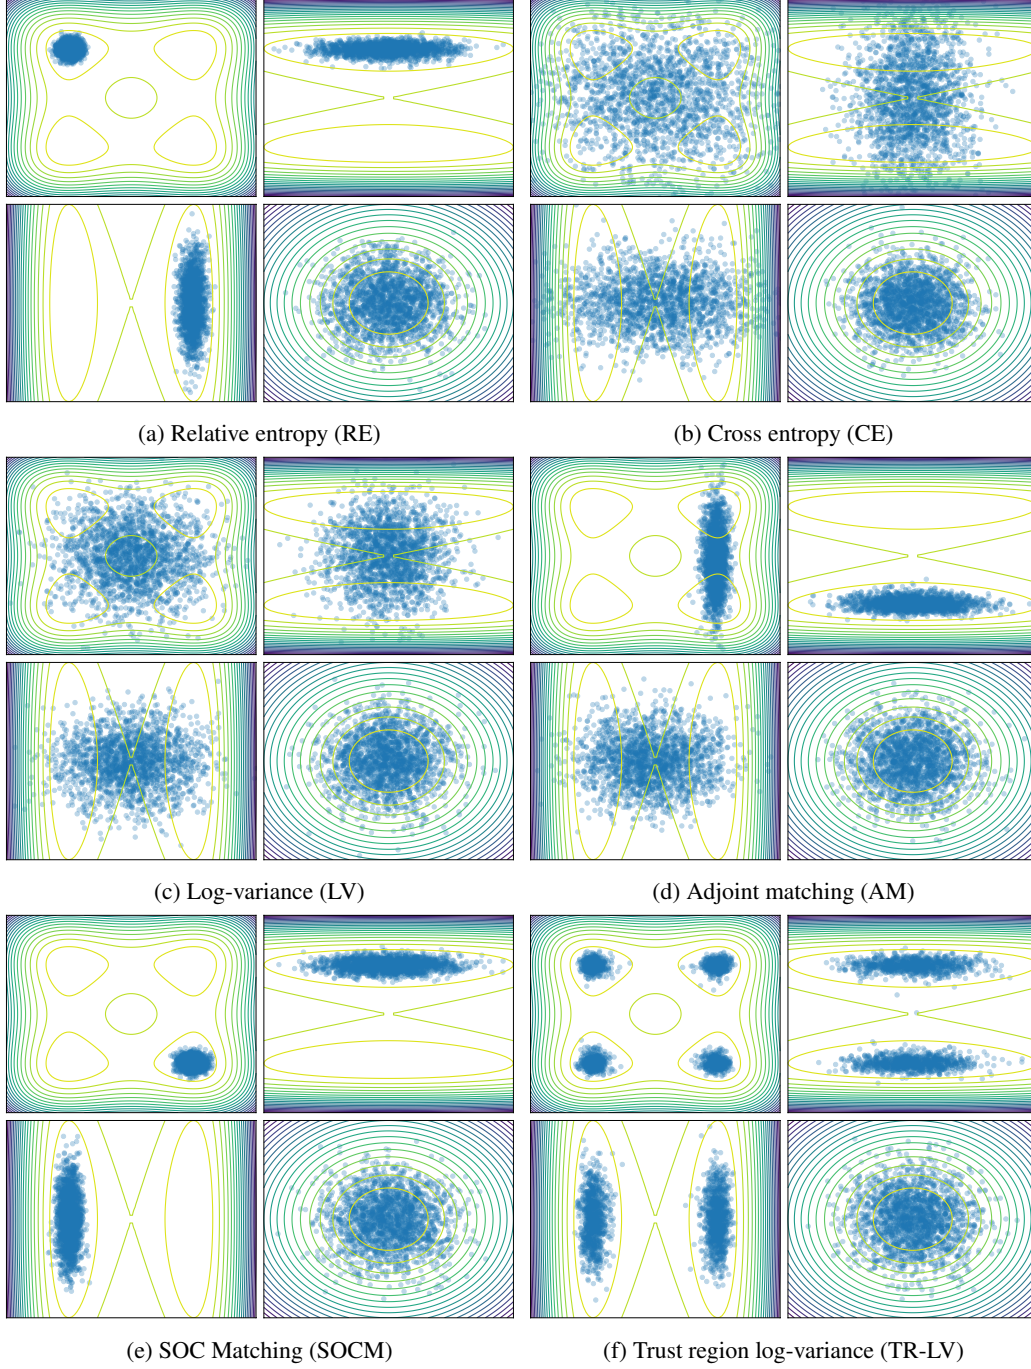 (a) Relative entropy (RE)
(b) Cross entropy (CE)
(c) Log-variance (LV)
(d) Adjoint matching (AM)
(e) SOC Matching (SOCM)
(f) Trust region log-variance (TR-LV)